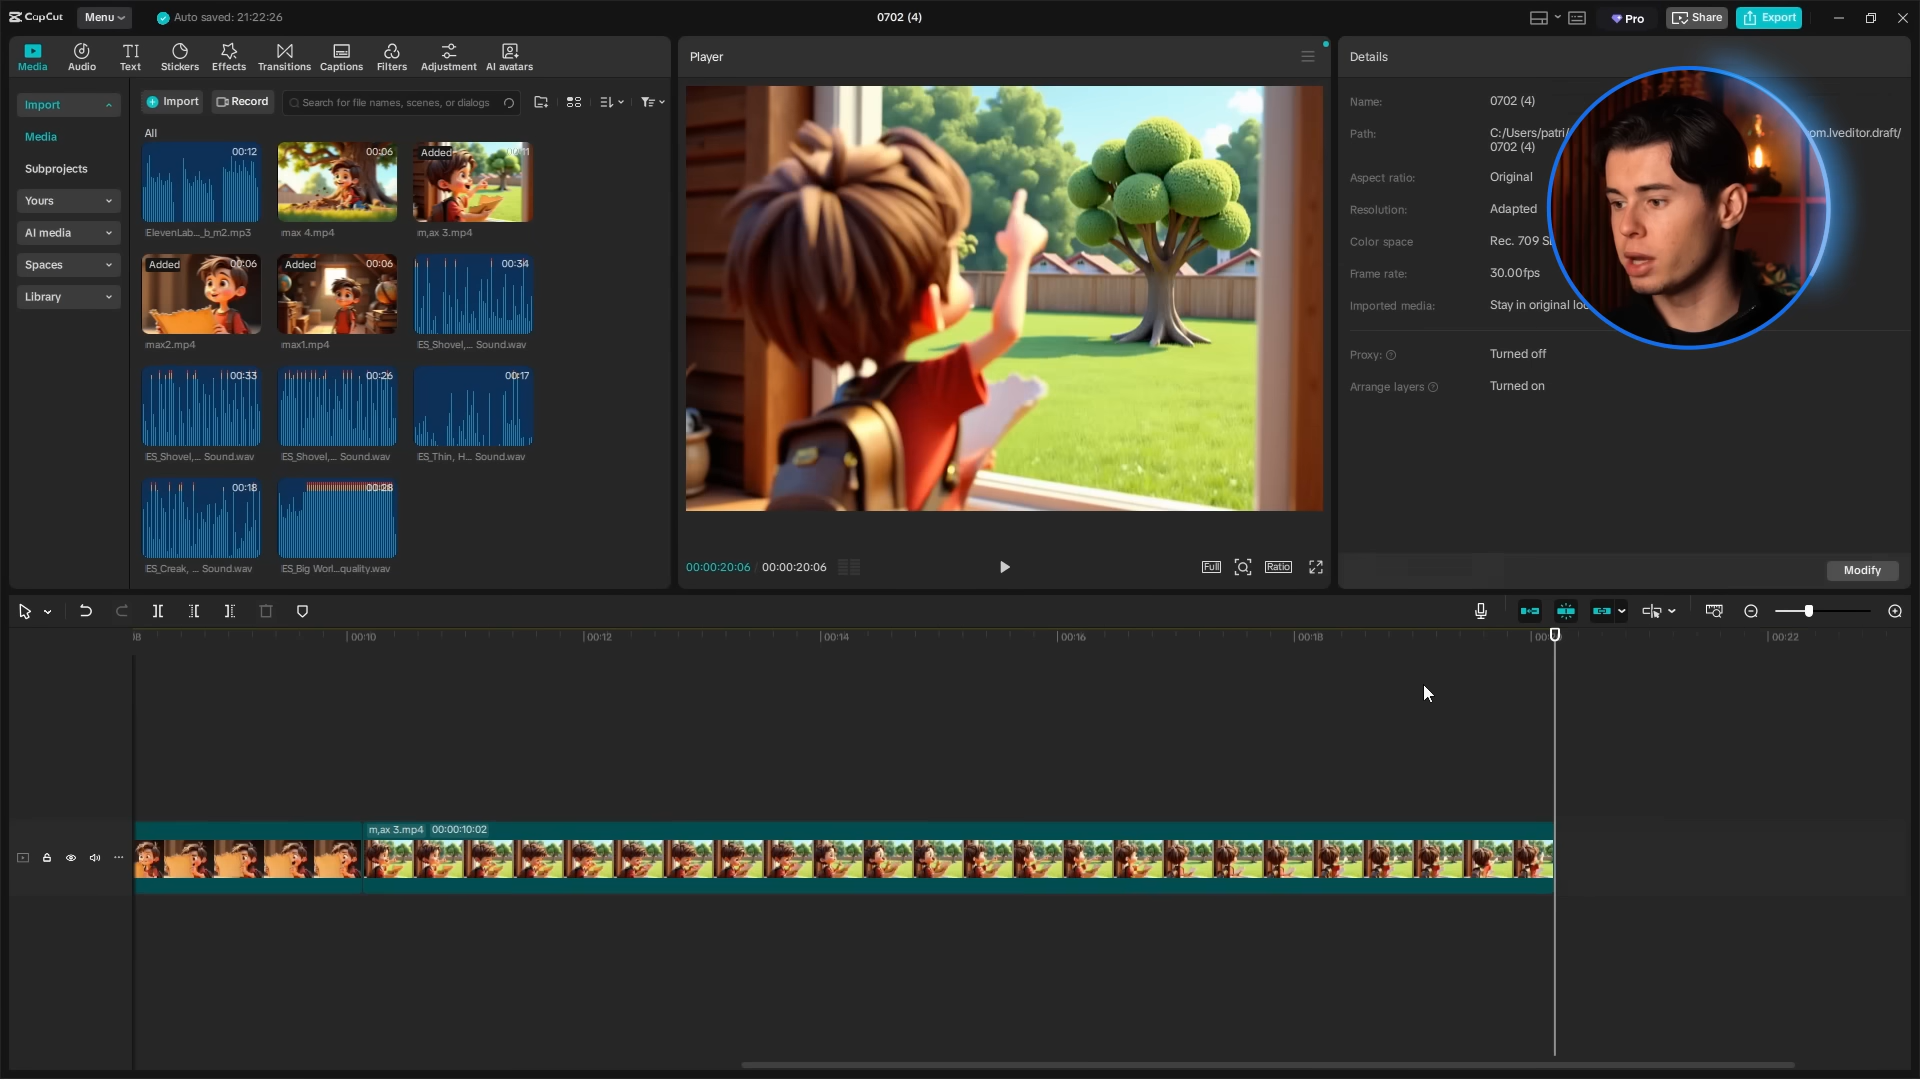 CapCut
Menu
Auto saved: 21:22:26
0702 (4)
Pro
Share
Export
Media
Audio
Text
Stickers
Effects
Transitions
Captions
Filters
Adjustment
AI avatars
Import
Media
Subprojects
Yours
AI media
Spaces
Library
Import
Record
Search for file names, scenes, or dialogs
All
00:12
00:06
Added
ElevenLab..._b_m2.mp3
max 4.mp4
m,ax 3.mp4
Added 00:06
Added 00:06
00:34
max2.mp4
max1.mp4
ES_Shovel,... Sound.wav
00:33
00:26
00:17
ES_Shovel,... Sound.wav
ES_Shovel,... Sound.wav
ES_Thin, H... Sound.wav
00:18
00:28
ES_Creak, ... Sound.wav
ES_Big Worl...quality.wav
Player
00:00:20:06
00:00:20:06
Full
Ratio
Details
Name: 0702 (4)
Path: C:/Users/patri/ om.lveditor.draft/
0702 (4)
Aspect ratio: Original
Resolution: Adapted
Color space Rec. 709
Frame rate: 30.00fps
Imported media: Stay in original
Proxy: Turned off
Arrange layers Turned on
Modify
00:10
00:12
00:14
00:16
00:18
00:22
m,ax 3.mp4 00:00:10:02